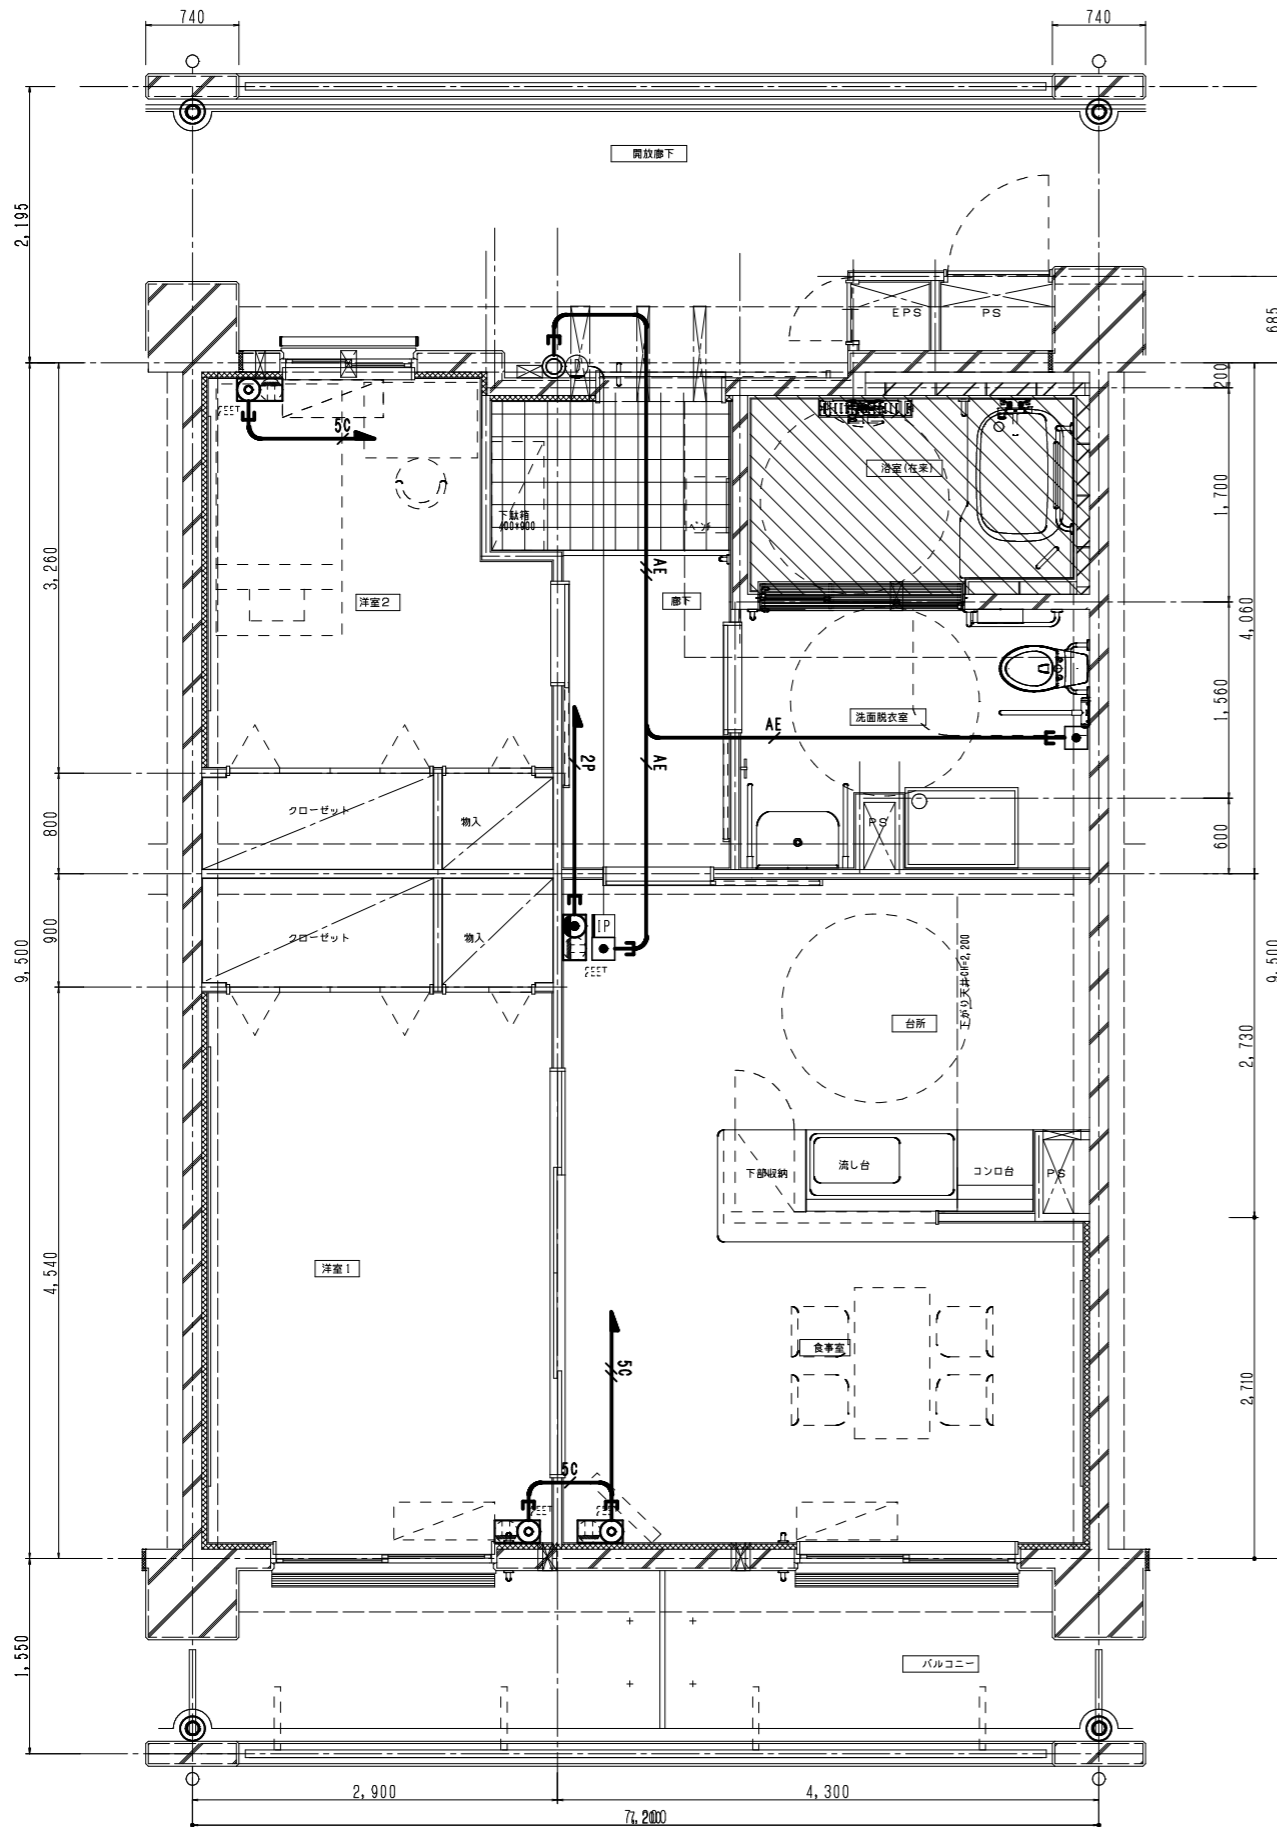 740
740
開放廊下
2,195
EPS
PS
685
200
5C
浴室(在来)
1,700
下駄箱
400*900
ベンチ
3,260
AE
洋室2
廊下
4,060
1,560
洗面脱衣室
AE
2P
AE
クローゼット
物入
800
PS
600
クローゼット
物入
900
IP
9,500
9,500
下がり天井CH=2,200
台所
2,730
下部収納
流し台
コンロ台
PS
4,540
洋室1
食事室
5C
2,710
5C
1,550
バルコニー
2,900
4,300
7,200